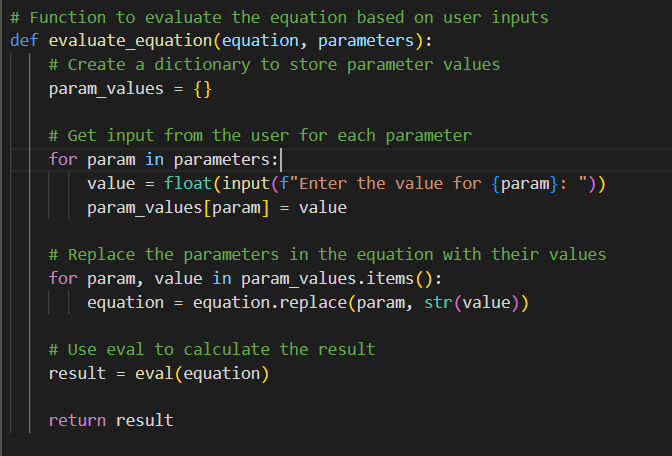 # Function to evaluate the equation based on user inputs
def evaluate_equation(equation, parameters):
    # Create a dictionary to store parameter values
    param_values = {}

    # Get input from the user for each parameter
    for param in parameters:
        value = float(input(f"Enter the value for {param}: "))
        param_values[param] = value

    # Replace the parameters in the equation with their values
    for param, value in param_values.items():
        equation = equation.replace(param, str(value))

    # Use eval to calculate the result
    result = eval(equation)

    return result